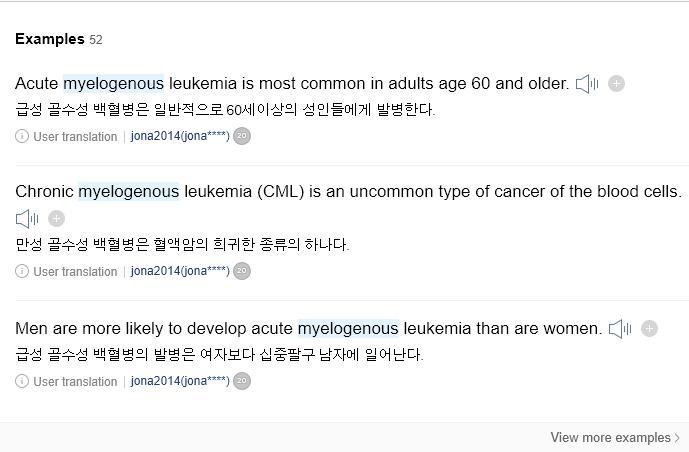 Examples 52
Acute myelogenous leukemia is most common in adults age 60 and older.
급성 골수성 백혈병은 일반적으로 60세이상의 성인들에게 발병한다.
User translation | jona2014(jona****) 20
Chronic myelogenous leukemia (CML) is an uncommon type of cancer of the blood cells.
만성 골수성 백혈병은 혈액암의 희귀한 종류의 하나다.
User translation | jona2014(jona****) 20
Men are more likely to develop acute myelogenous leukemia than are women.
급성 골수성 백혈병의 발병은 여자보다 십중팔구 남자에 일어난다.
User translation | jona2014(jona****) 20
View more examples >